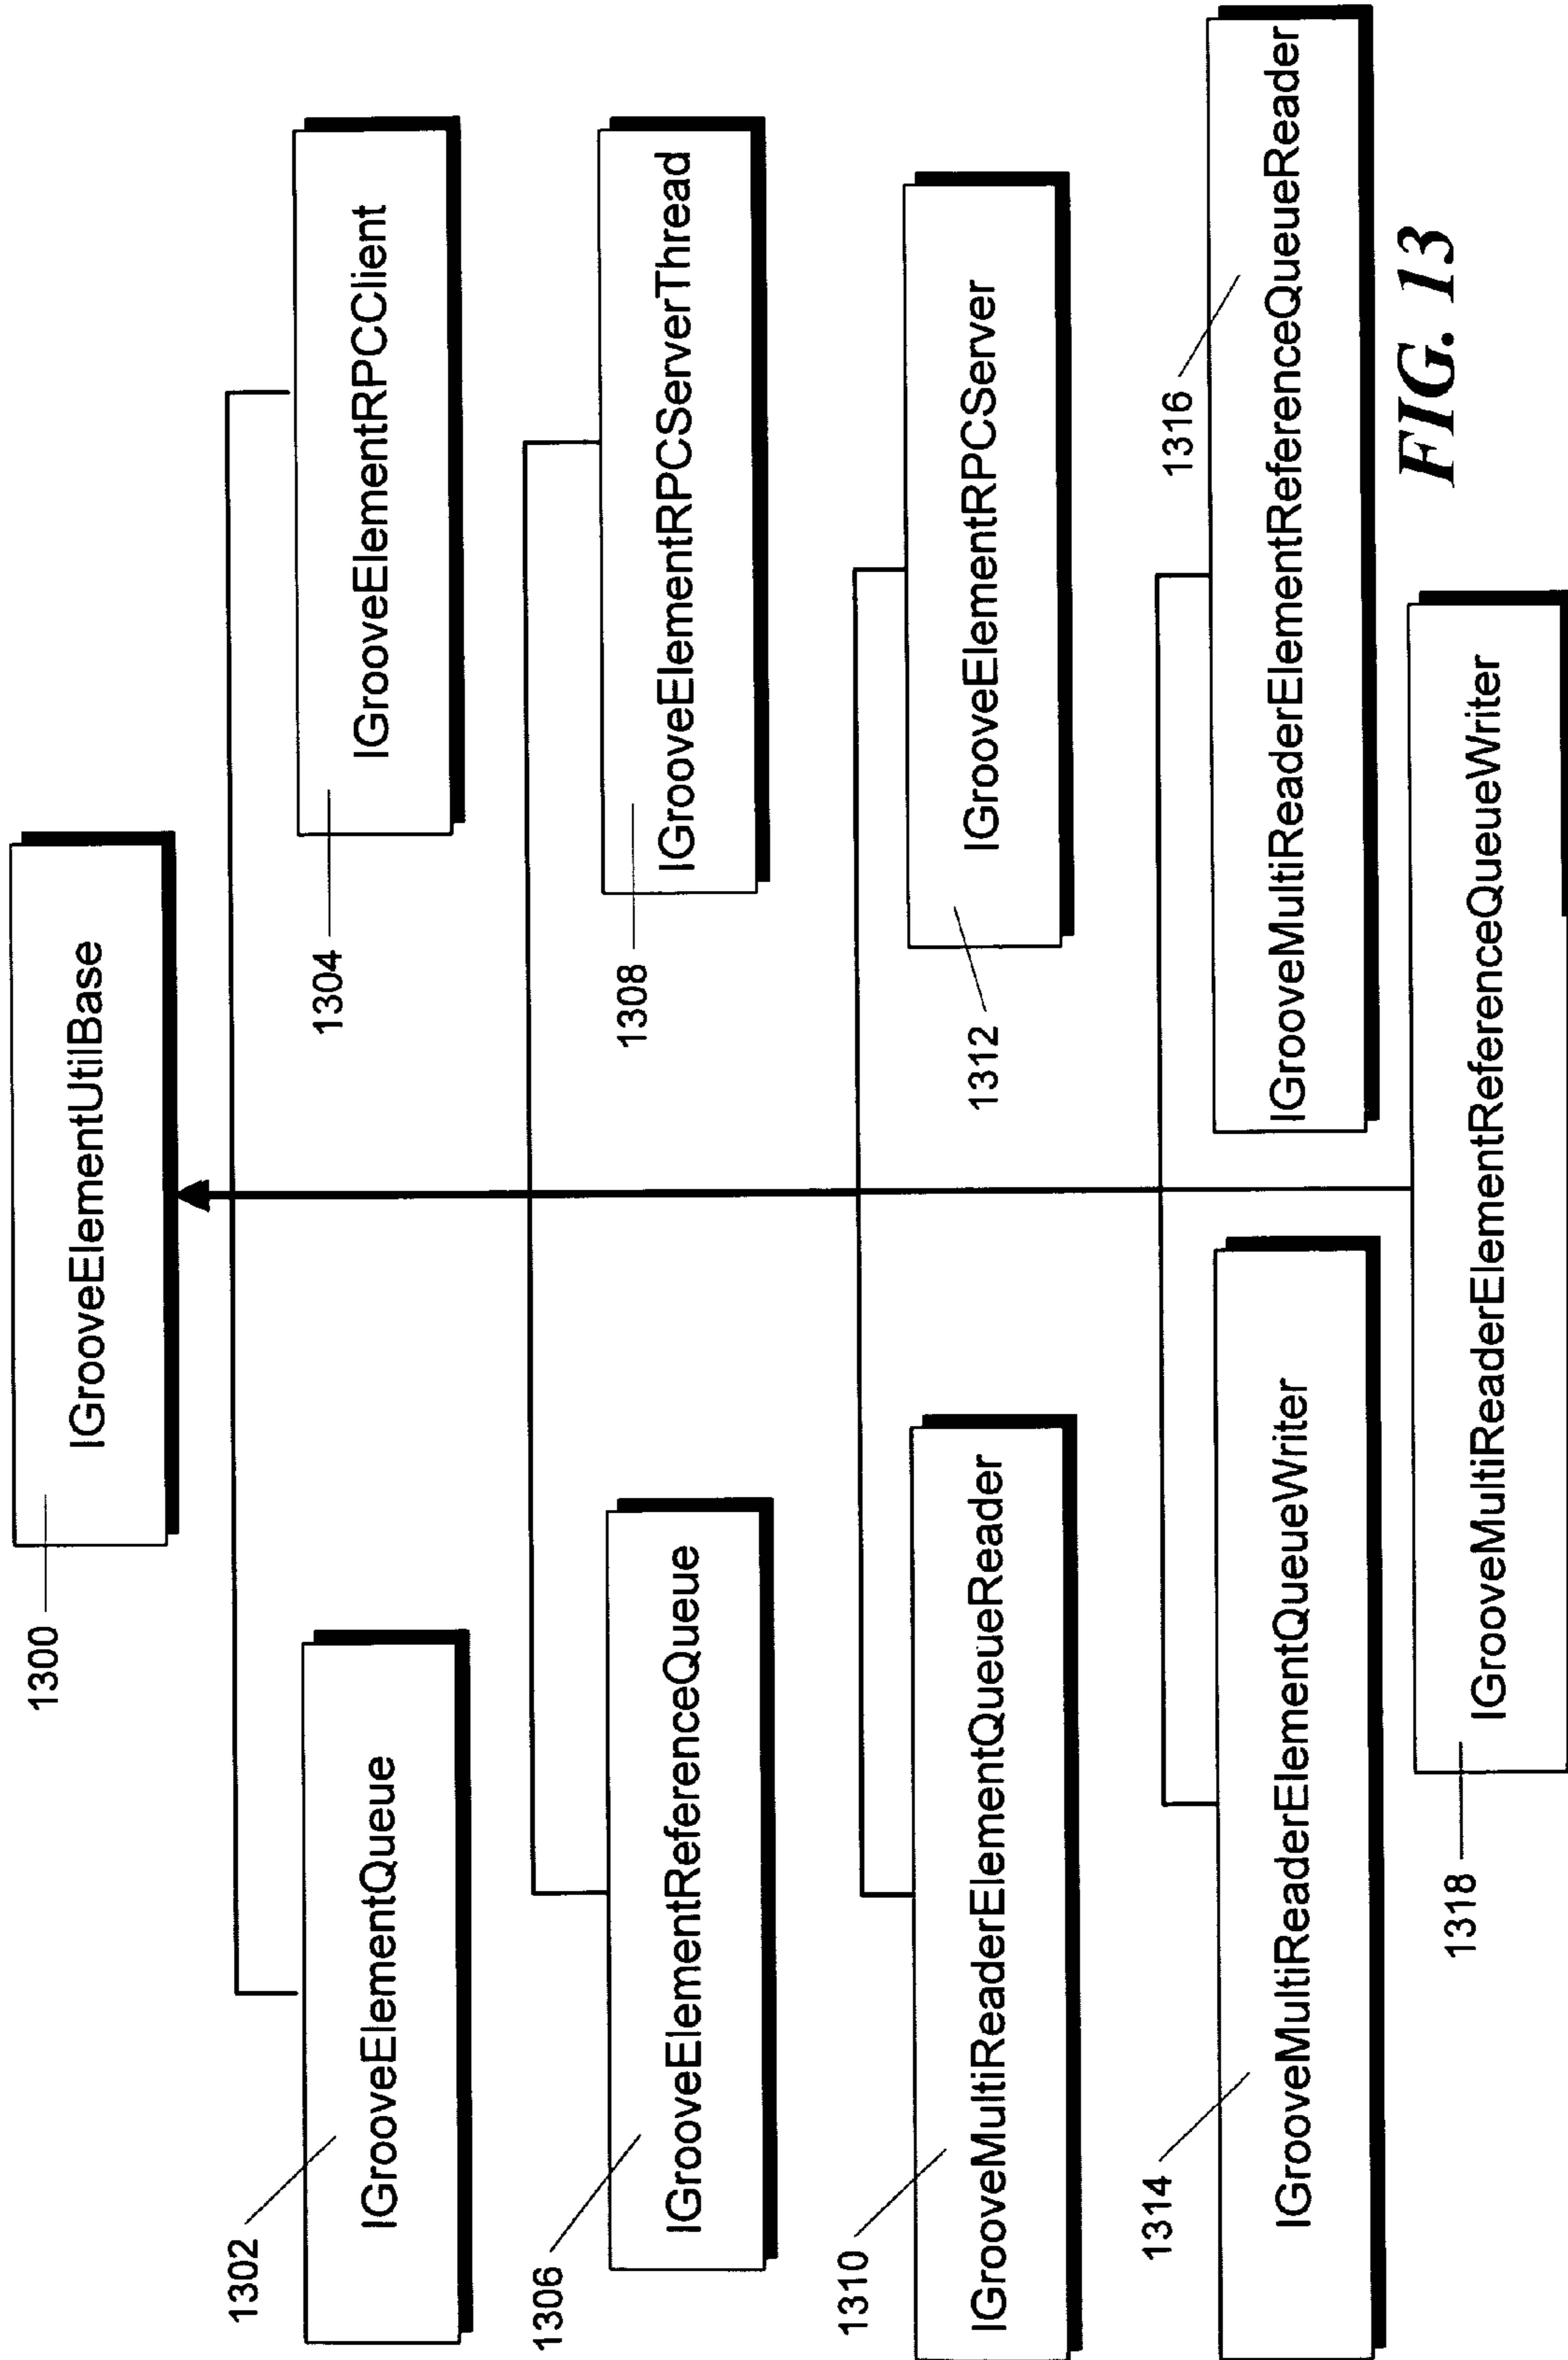 1300
IGrooveElementUtilBase
1302
IGrooveElementQueue
1304
IGrooveElementRPCClient
1306
IGrooveElementReferenceQueue
1308
IGrooveElementRPCServerThread
1310
IGrooveMultiReaderElementQueueReader
1312
IGrooveElementRPCServer
1314
IGrooveMultiReaderElementQueueWriter
1316
IGrooveMultiReaderElementReferenceQueueReader
1318
IGrooveMultiReaderElementReferenceQueueWriter
FIG. 13